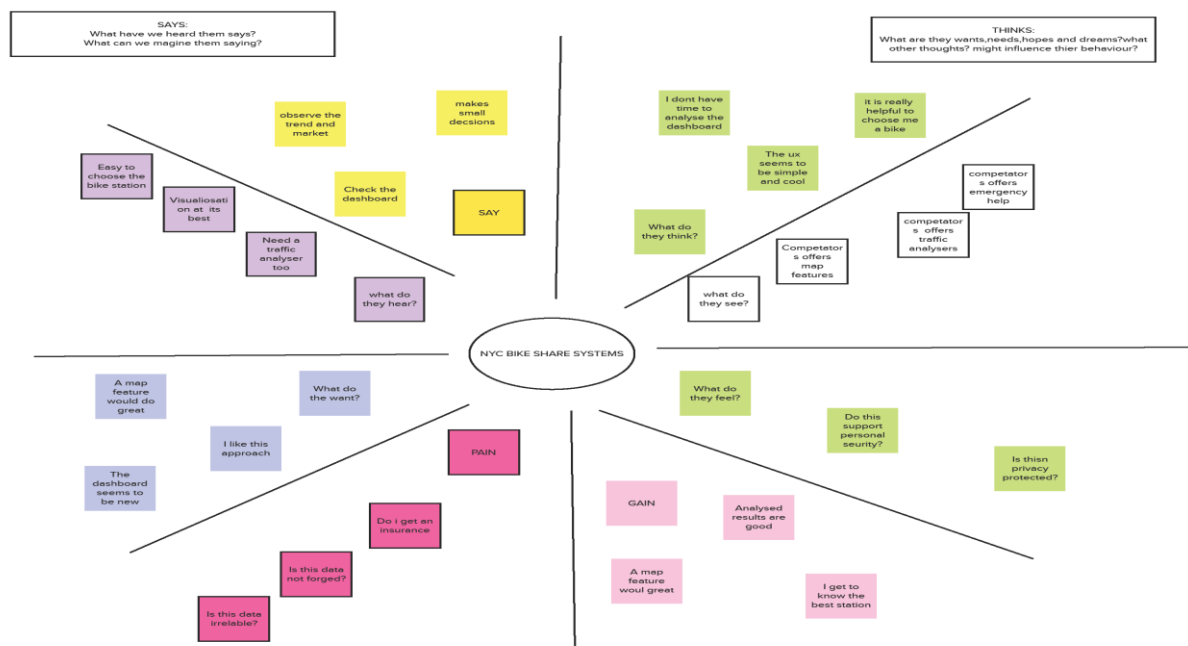 SAYS:
What have we heard them says?
What can we magine them saying?
THINKS:
What are they wants,needs,hopes and dreams?what
other thoughts? might influence thier behaviour?
observe the
trend and
market
makes
small
decsions
Check the
dashboard
SAY
Easy to
choose the
bike station
Visualiosati
on at its
best
Need a
traffic
analyser
too
what do
they hear?
I dont have
time to
analyse the
dashboard
it is really
helpful to
choose me
a bike
The ux
seems to
be simple
and cool
What do
they think?
competator
s offers
emergency
help
competator
s offers
traffic
analysers
Competator
s offers
map
features
what do
they see?
NYC BIKE SHARE SYSTEMS
A map
feature
would do
great
What do
the want?
I like this
approach
The
dashboard
seems to
be new
PAIN
Do i get an
insurance
Is this data
not forged?
Is this data
irrelable?
What do
they feel?
Do this
support
personal
seurity?
Is thisn
privacy
protected?
GAIN
Analysed
results are
good
A map
feature
woul great
I get to
know the
best station